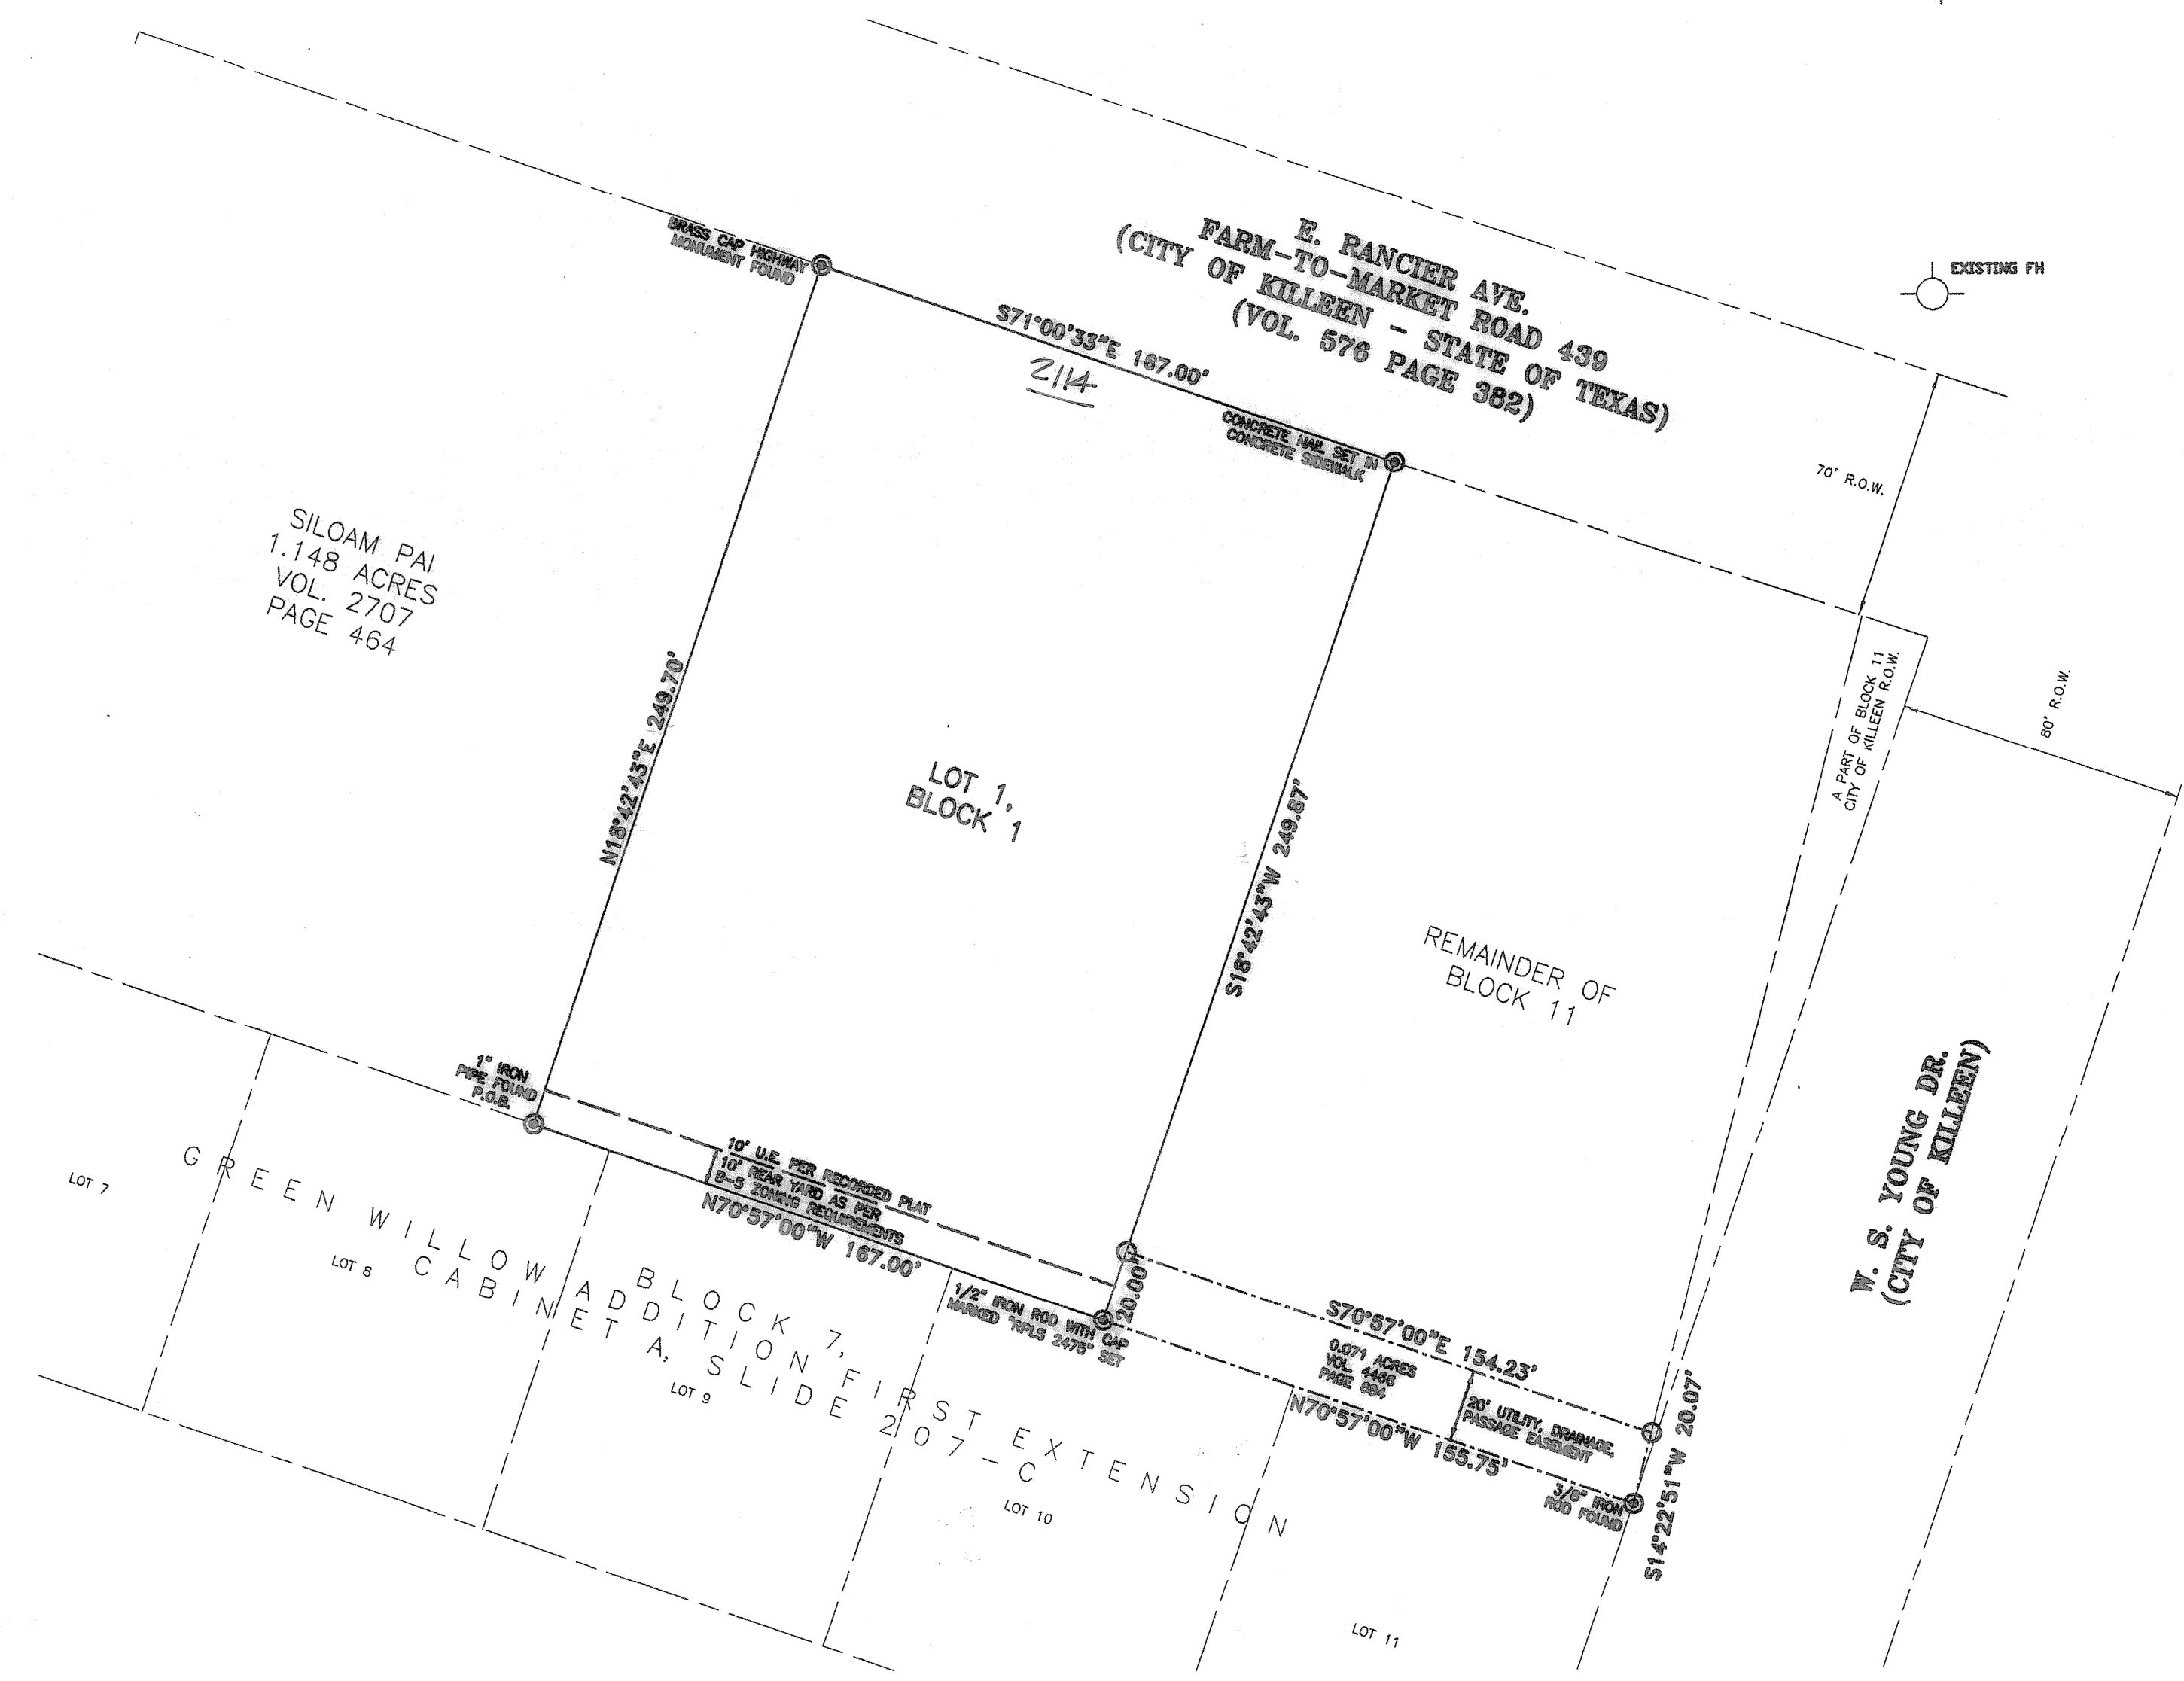 EXISTING FH
E. RANCIER AVE.
FARM-TO-MARKET ROAD 439
(CITY OF KILLEEN - STATE OF TEXAS)
(VOL. 576 PAGE 382)
BRASS CAP HIGHWAY
MONUMENT FOUND
S71°00'33"E 167.00'
2114
CONCRETE NAIL SET IN
CONCRETE SIDEWALK
70' R.O.W.
SILOAM PAI
1.148 ACRES
VOL. 2707
PAGE 464
N18°42'43"E 249.70'
LOT 1,
BLOCK 1
S18°42'43"W 249.87'
A PART OF BLOCK 11
CITY OF KILLEEN R.O.W.
80' R.O.W.
REMAINDER OF
BLOCK 11
W. S. YOUNG DR.
(CITY OF KILLEEN)
1" IRON
PIPE FOUND
P.O.B.
10' U.E. PER RECORDED PLAT
10' REAR YARD AS PER
B-5 ZONING REQUIREMENTS
N70°57'00"W 167.00'
20.00'
1/2" IRON ROD WITH CAP
MARKED "RPLS 2475" SET
S70°57'00"E 154.23'
0.071 ACRES
VOL. 4466
PAGE 684
20' UTILITY, DRAINAGE,
PASSAGE EASEMENT
N70°57'00"W 155.75'
3/8" IRON
ROD FOUND
S14°22'51"W 20.07'
BLOCK 7,
GREEN WILLOW ADDITION FIRST EXTENSION
CABINET A, SLIDE 207-C
LOT 7
LOT 8
LOT 9
LOT 10
LOT 11